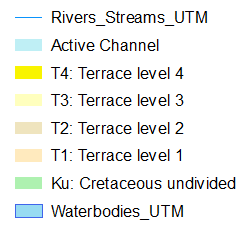 Rivers_Streams_UTM
Active Channel
T4: Terrace level 4
T3: Terrace level 3
T2: Terrace level 2
T1: Terrace level 1
Ku: Cretaceous undivided
Waterbodies_UTM